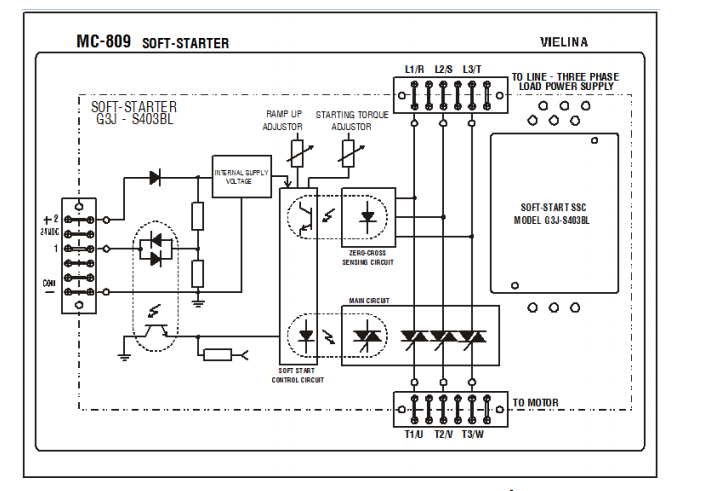 MC-809 SOFT-STARTER
VIELINA
L1/R L2/S L3/T
TO LINE - THREE PHASE
LOAD POWER SUPPLY
SOFT-STARTER
G3J - S403BL
RAMP UP
ADJUSTOR
STARTING TORQUE
ADJUSTOR
INTERNAL SUPPLY
VOLTAGE
+ 2
24VDC
1
COM
-
SOFT-START SSC
MODEL G3J-S403BL
ZERO-CROSS
SENSING CIRCUIT
MAIN CIRCUIT
SOFT START
CONTROL CIRCUIT
TO MOTOR
T1/U T2/V T3/W